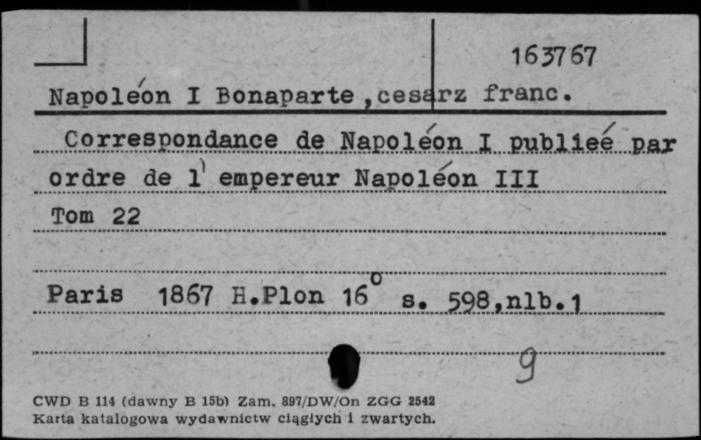 163767
Napoléon I Bonaparte, cesarz franc.
Correspondance de Napoléon I publieé par
ordre de l' empereur Napoléon III
Tom 22
Paris 1867 H.Plon 16° s. 598,nlb.1
9
CWD B 114 (dawny B 15b) Zam. 897/DW/On ZGG 2542
Karta katalogowa wydawnictw ciągłych i zwartych.